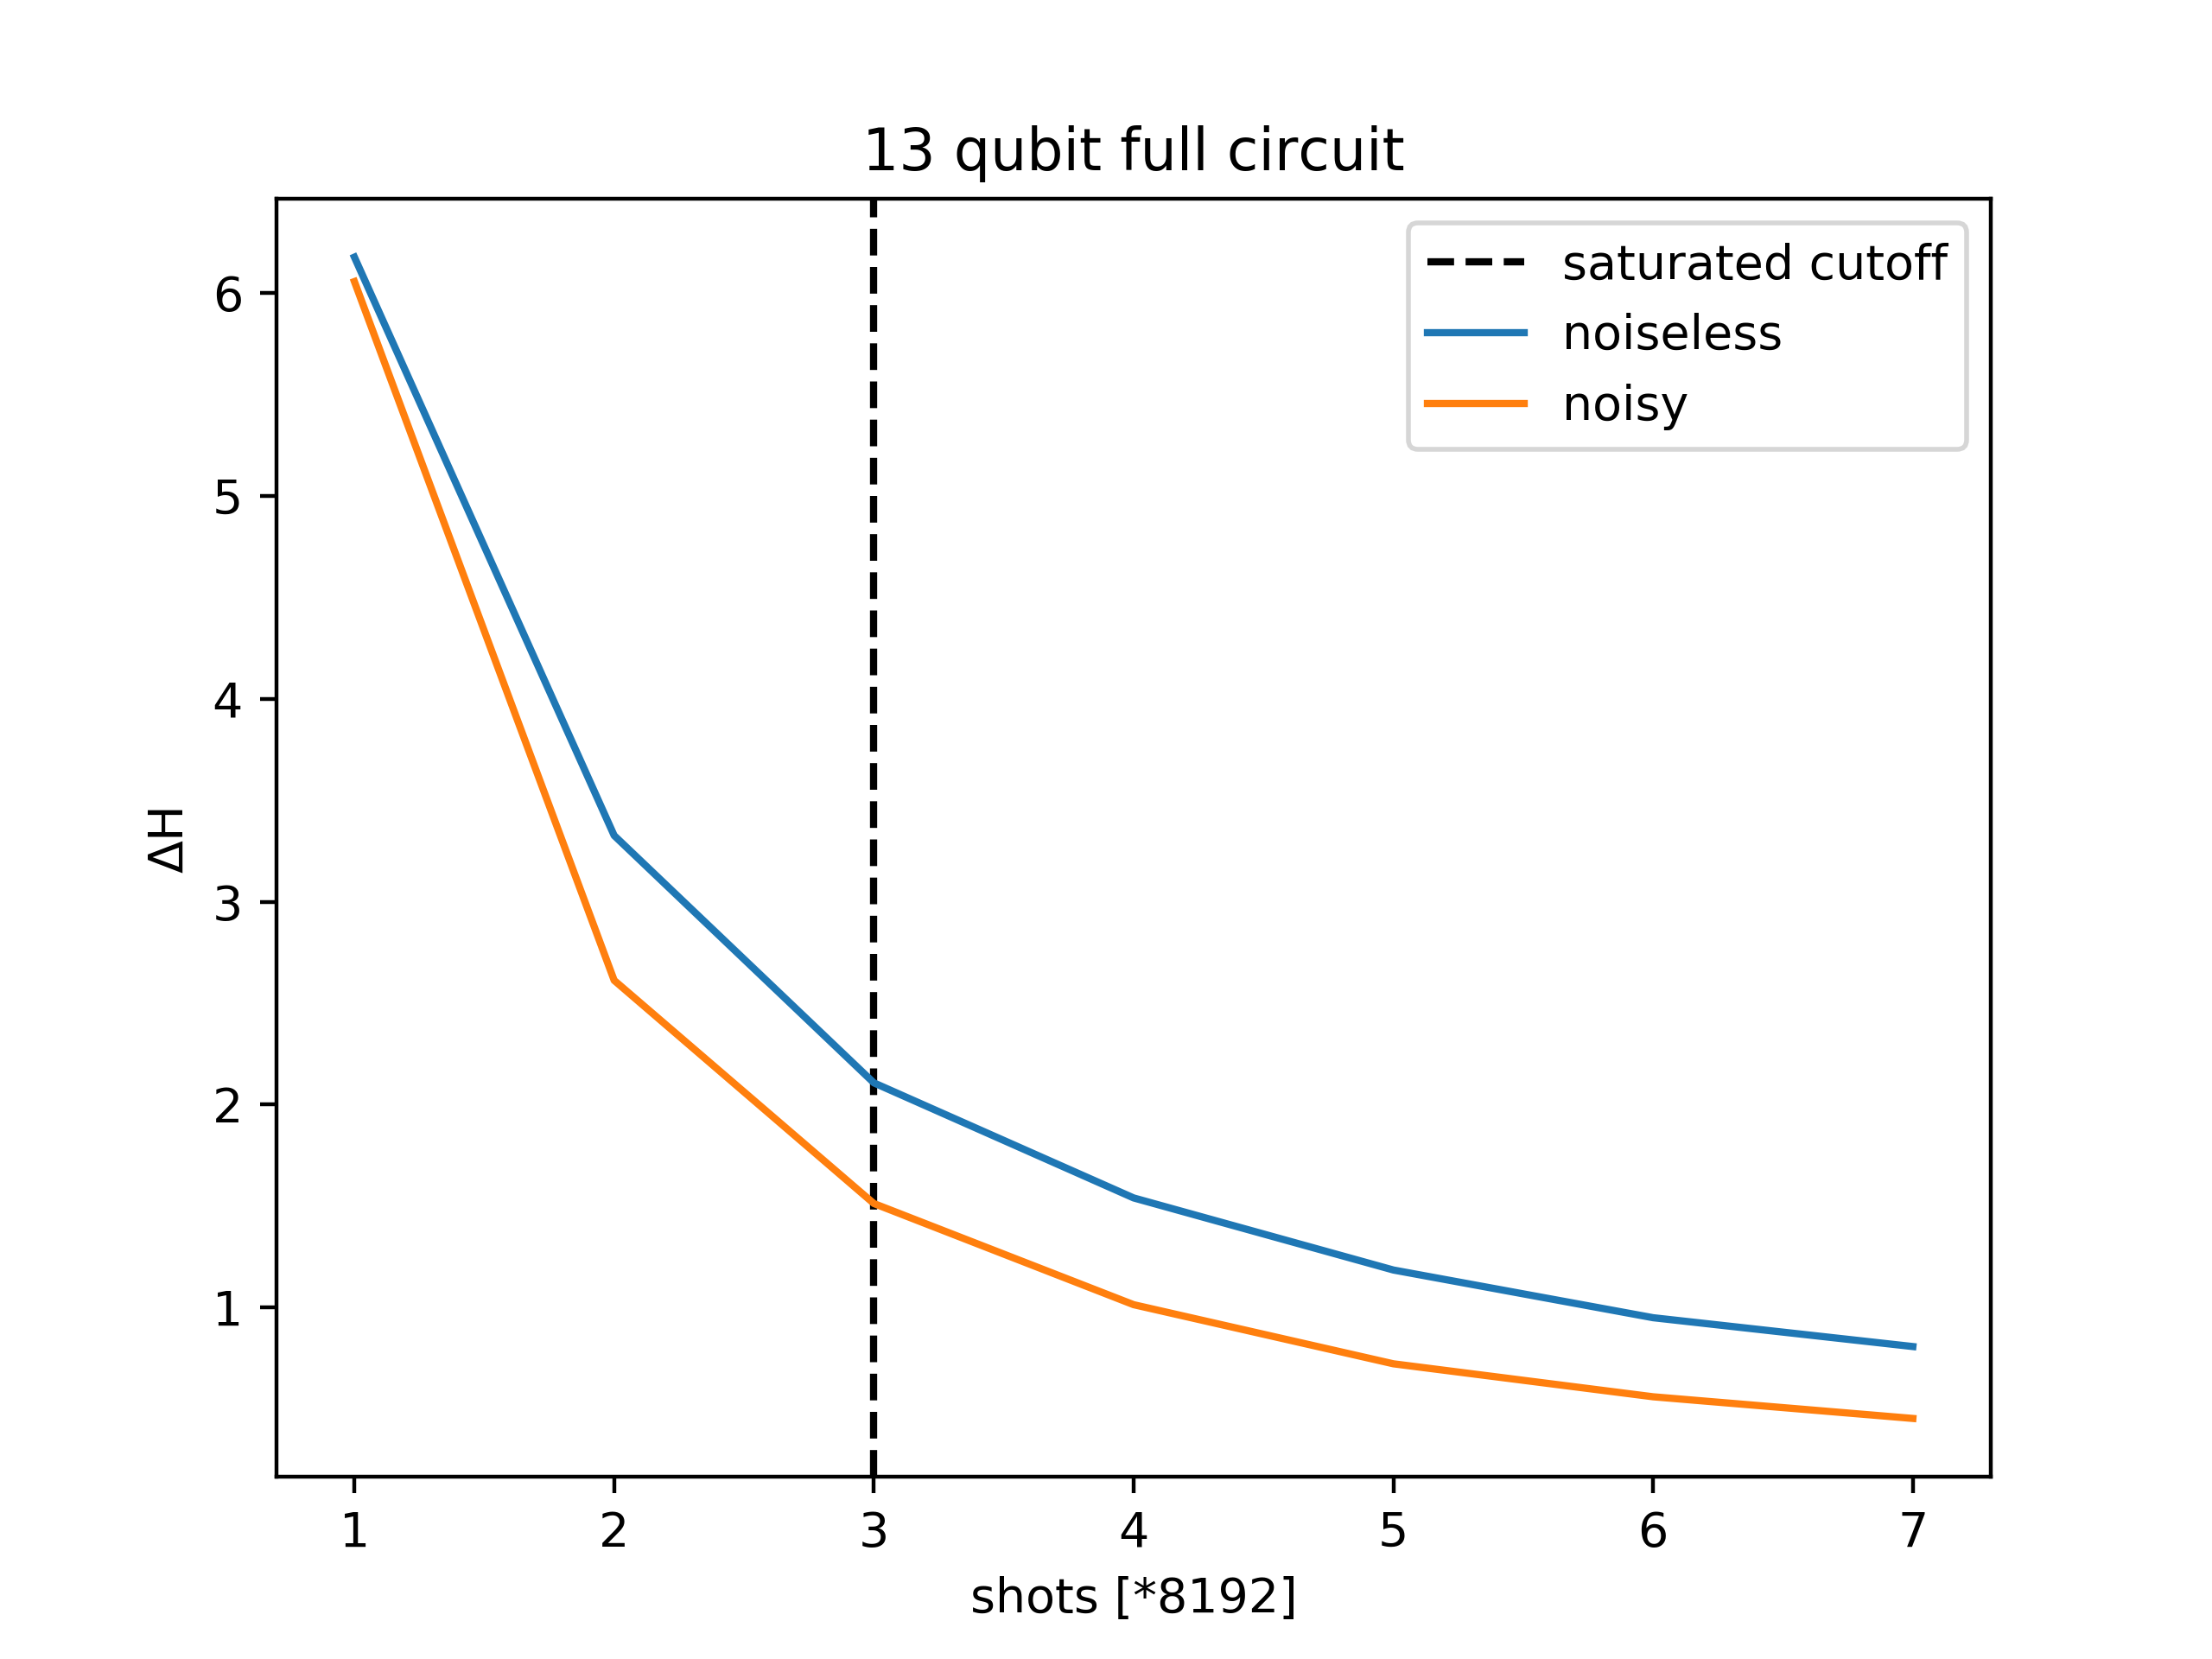 13 qubit full circuit
saturated cutoff
noiseless
noisy
6
5
4
3
2
1
ΔH
1 2 3 4 5 6 7
shots [*8192]